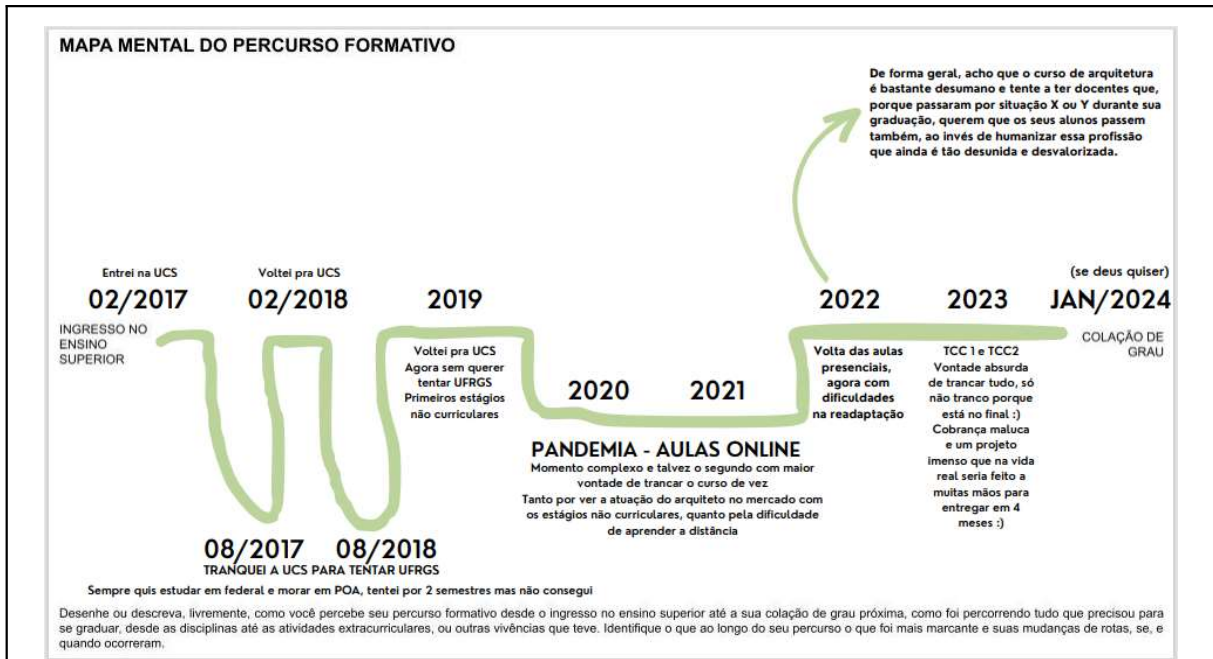 MAPA MENTAL DO PERCURSO FORMATIVO
De forma geral, acho que o curso de arquitetura
é bastante desumano e tente a ter docentes que,
porque passaram por situação X ou Y durante sua
graduação, querem que os seus alunos passem
também, ao invés de humanizar essa profissão
que ainda é tão desunida e desvalorizada.
Entrei na UCS
02/2017
INGRESSO NO
ENSINO
SUPERIOR
Voltei pra UCS
02/2018
2019
Voltei pra UCS
Agora sem querer
tentar UFRGS
Primeiros estágios
não curriculares
2020
2021
PANDEMIA - AULAS ONLINE
Momento complexo e talvez o segundo com maior
vontade de trancar o curso de vez
Tanto por ver a atuação do arquiteto no mercado com
os estágios não curriculares, quanto pela dificuldade
de aprender a distância
2022
Volta das aulas
presenciais,
agora com
dificuldades
na readaptação
2023
TCC 1 e TCC2
Vontade absurda
de trancar tudo, só
não tranco porque
está no final :)
Cobrança maluca
e um projeto
imenso que na vida
real seria feito a
muitas mãos para
entregar em 4
meses :)
(se deus quiser)
JAN/2024
COLAÇÃO DE
GRAU
08/2017
08/2018
TRANQUEI A UCS PARA TENTAR UFRGS
Sempre quis estudar em federal e morar em POA, tentei por 2 semestres mas não consegui
Desenhe ou descreva, livremente, como você percebe seu percurso formativo desde o ingresso no ensino superior até a sua colação de grau próxima, como foi percorrendo tudo que precisou para
se graduar, desde as disciplinas até as atividades extracurriculares, ou outras vivências que teve. Identifique o que ao longo do seu percurso o que foi mais marcante e suas mudanças de rotas, se, e
quando ocorreram.